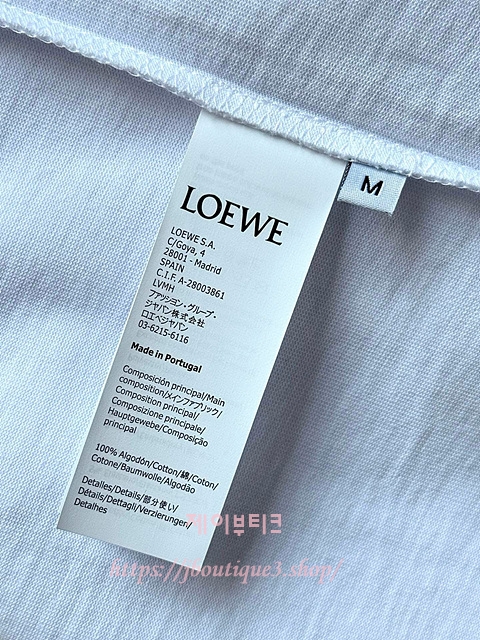 LOEWE
M
LOEWE S.A.
C/Goya, 4
28001 - Madrid
SPAIN
C.I.F. A-28003861
LVMH
ファッション・グループ・
ジャパン株式会社
ロエベジャパン
03-6215-6116
Made in Portugal
Composición principal/Main
composition/メインファブリック/
Composition principal/
Composizione principale/
Hauptgewebe/Composição
principal
100% Algodón/Cotton/綿/Coton/
Cotone/Baumwolle/Algodão
Detalles/Details/部分使い/
Détails/Dettagli/Verzierungen/
Detalhes
제이부티크
https://jboutique3.shop/